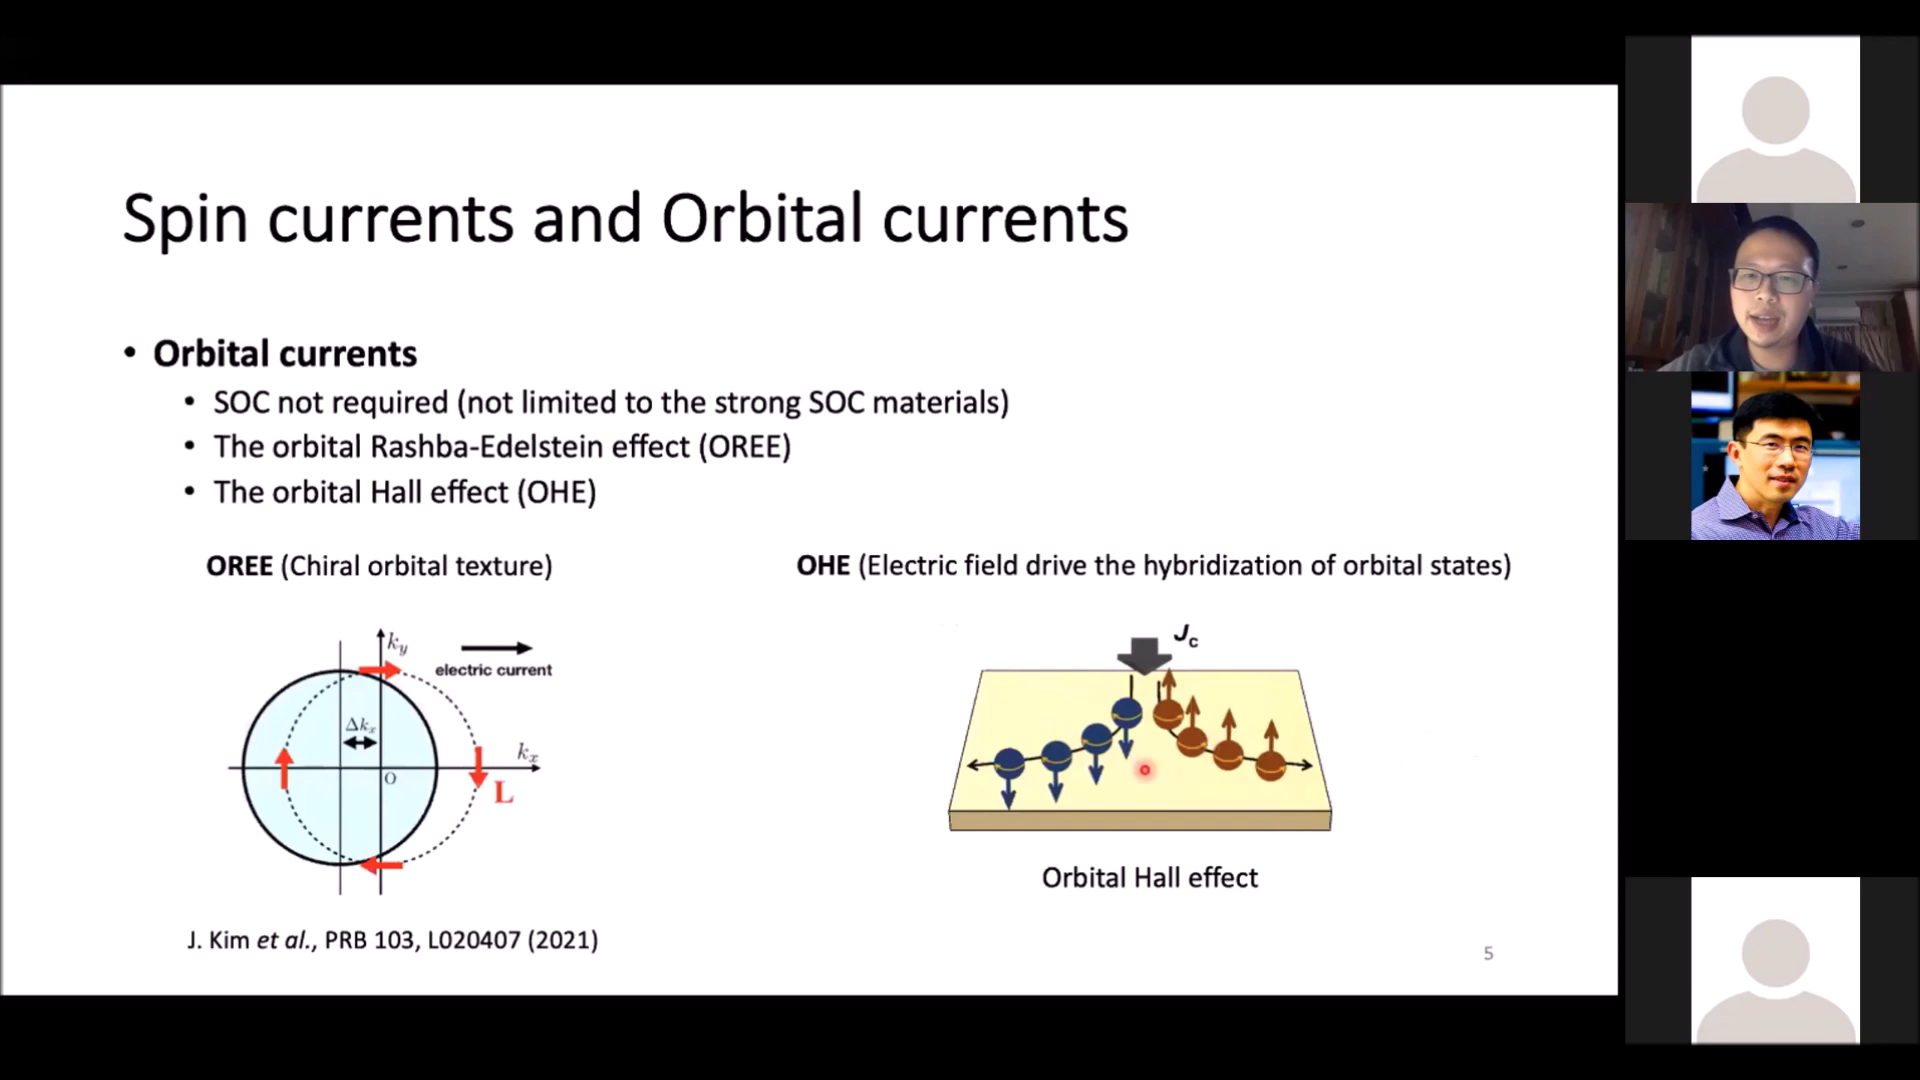 Spin currents and Orbital currents
• Orbital currents
• SOC not required (not limited to the strong SOC materials)
• The orbital Rashba-Edelstein effect (OREE)
• The orbital Hall effect (OHE)
OREE (Chiral orbital texture)
OHE (Electric field drive the hybridization of orbital states)
k_y
electric current
Δk_x
k_x
O
L
J_c
Orbital Hall effect
J. Kim et al., PRB 103, L020407 (2021)
5